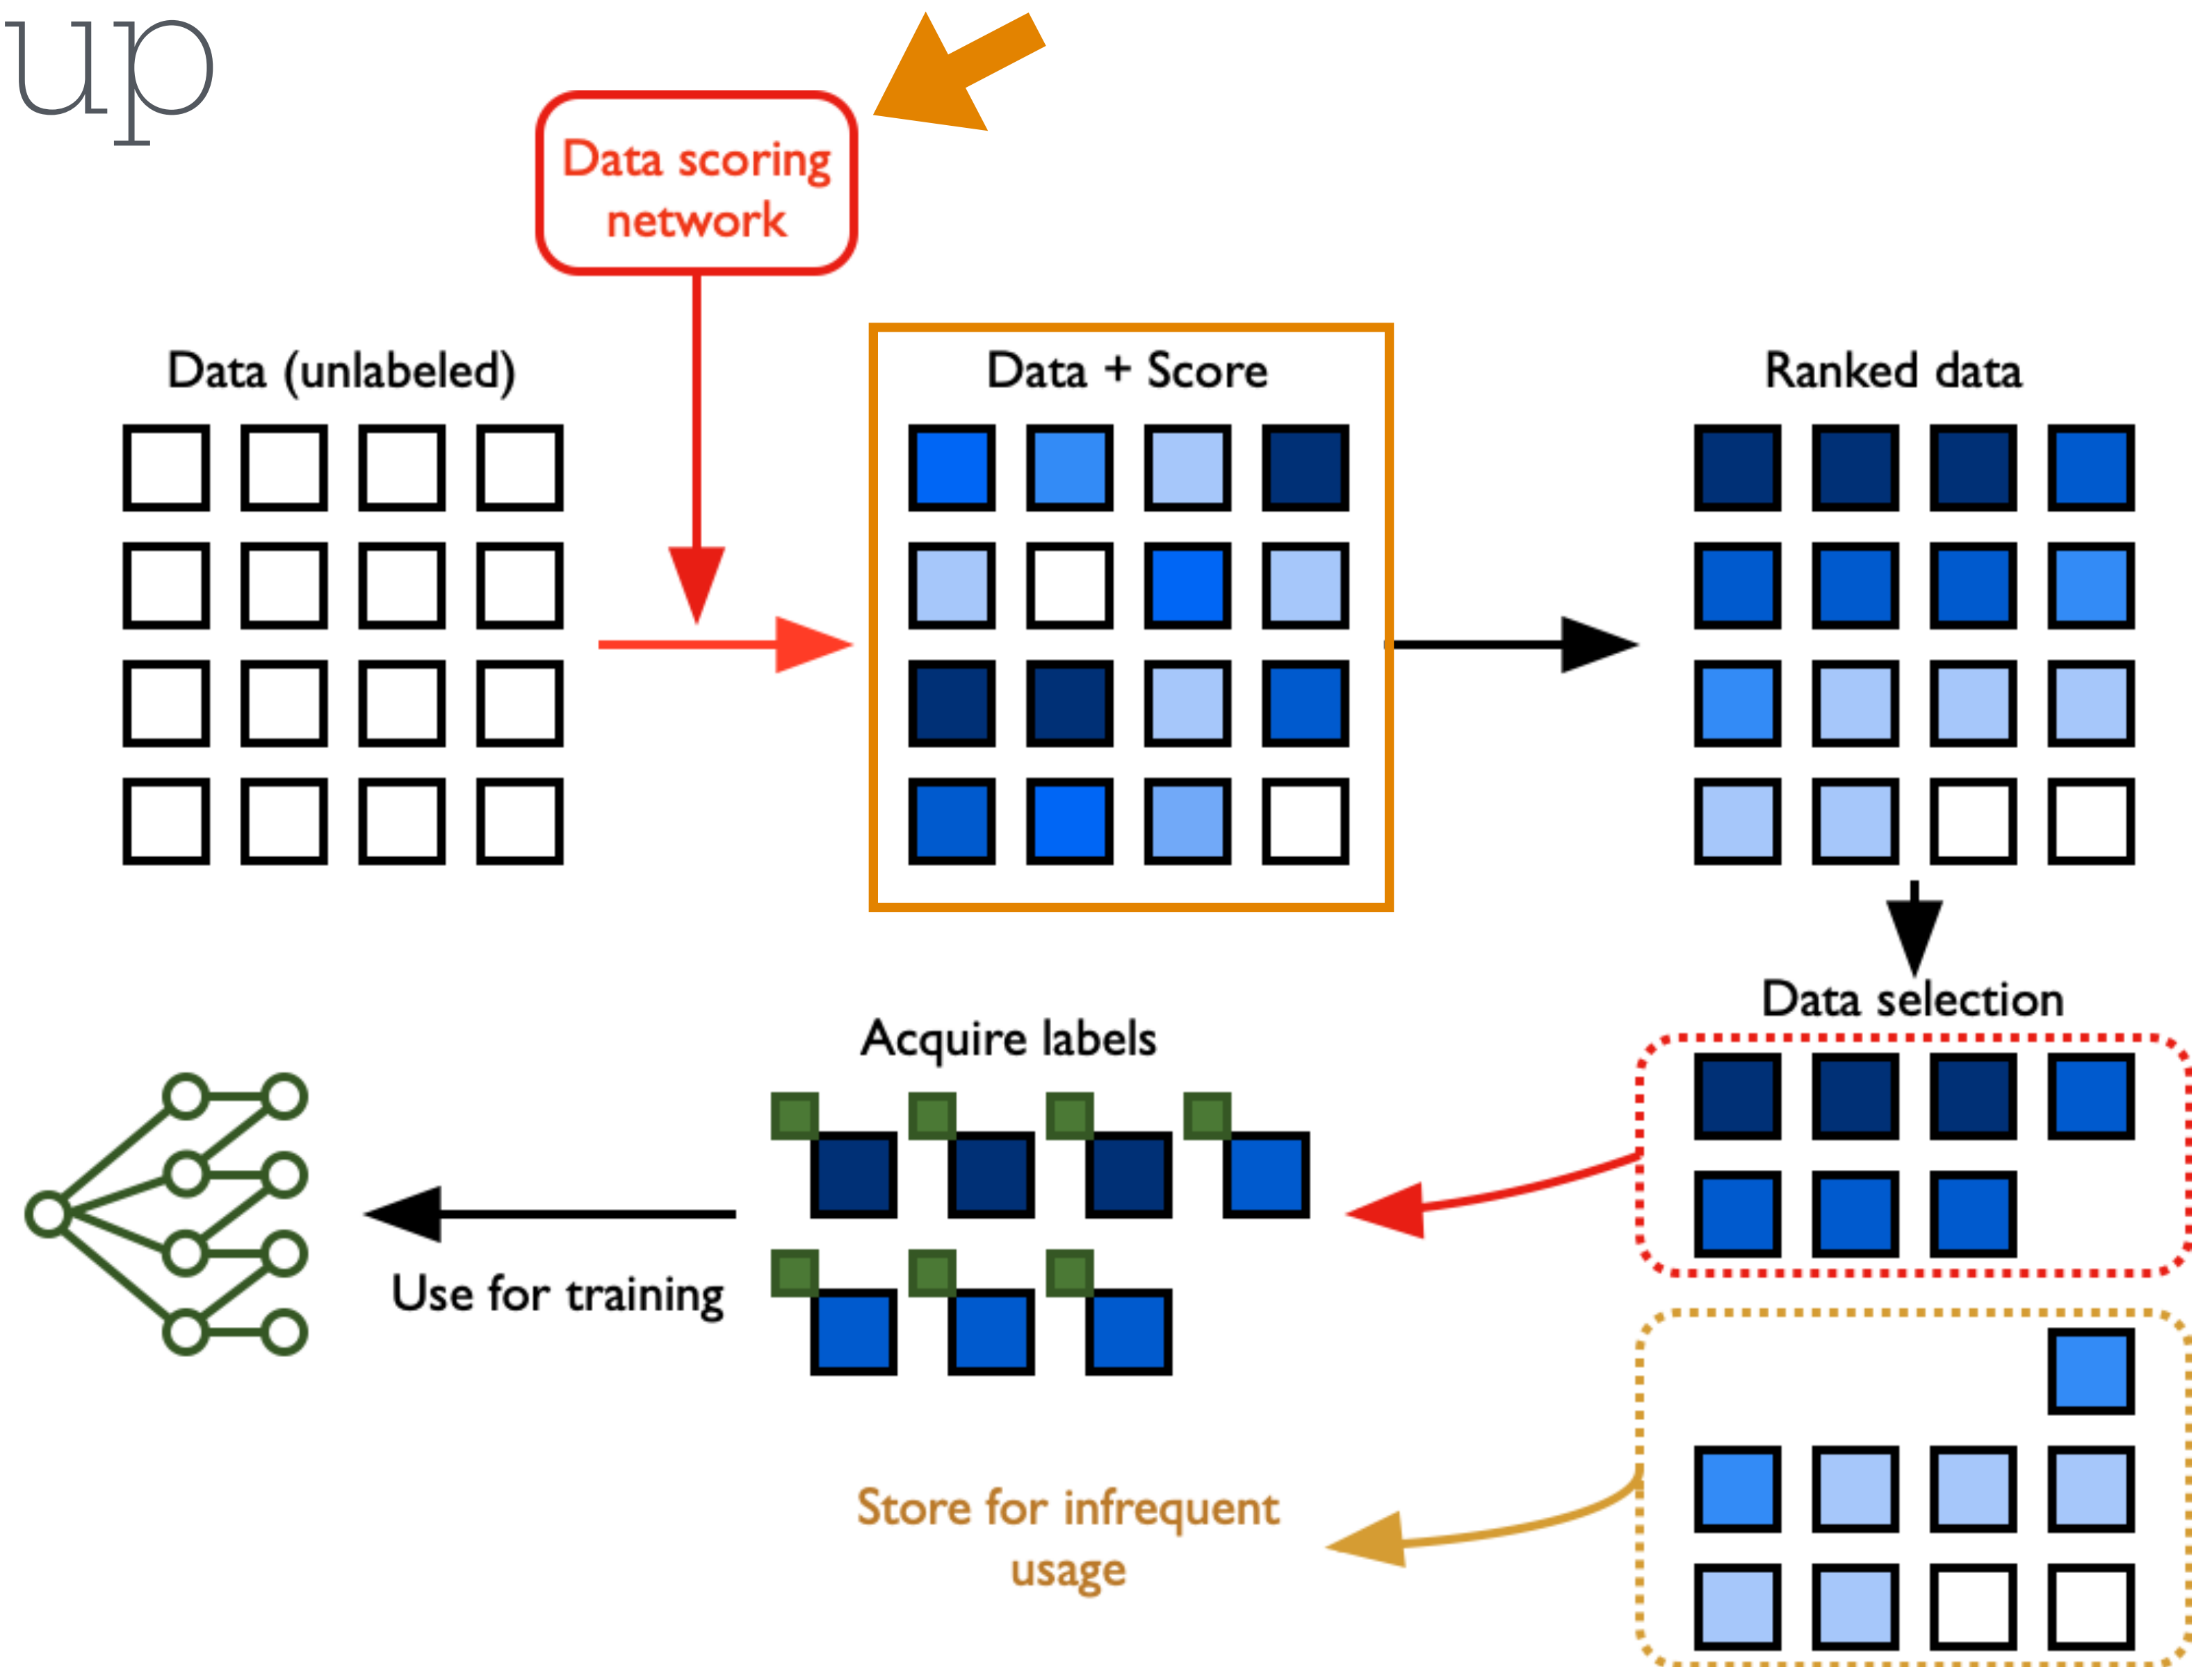 up
Data scoring
network
Data (unlabeled)
Data + Score
Ranked data
Data selection
Acquire labels
Use for training
Store for infrequent
usage